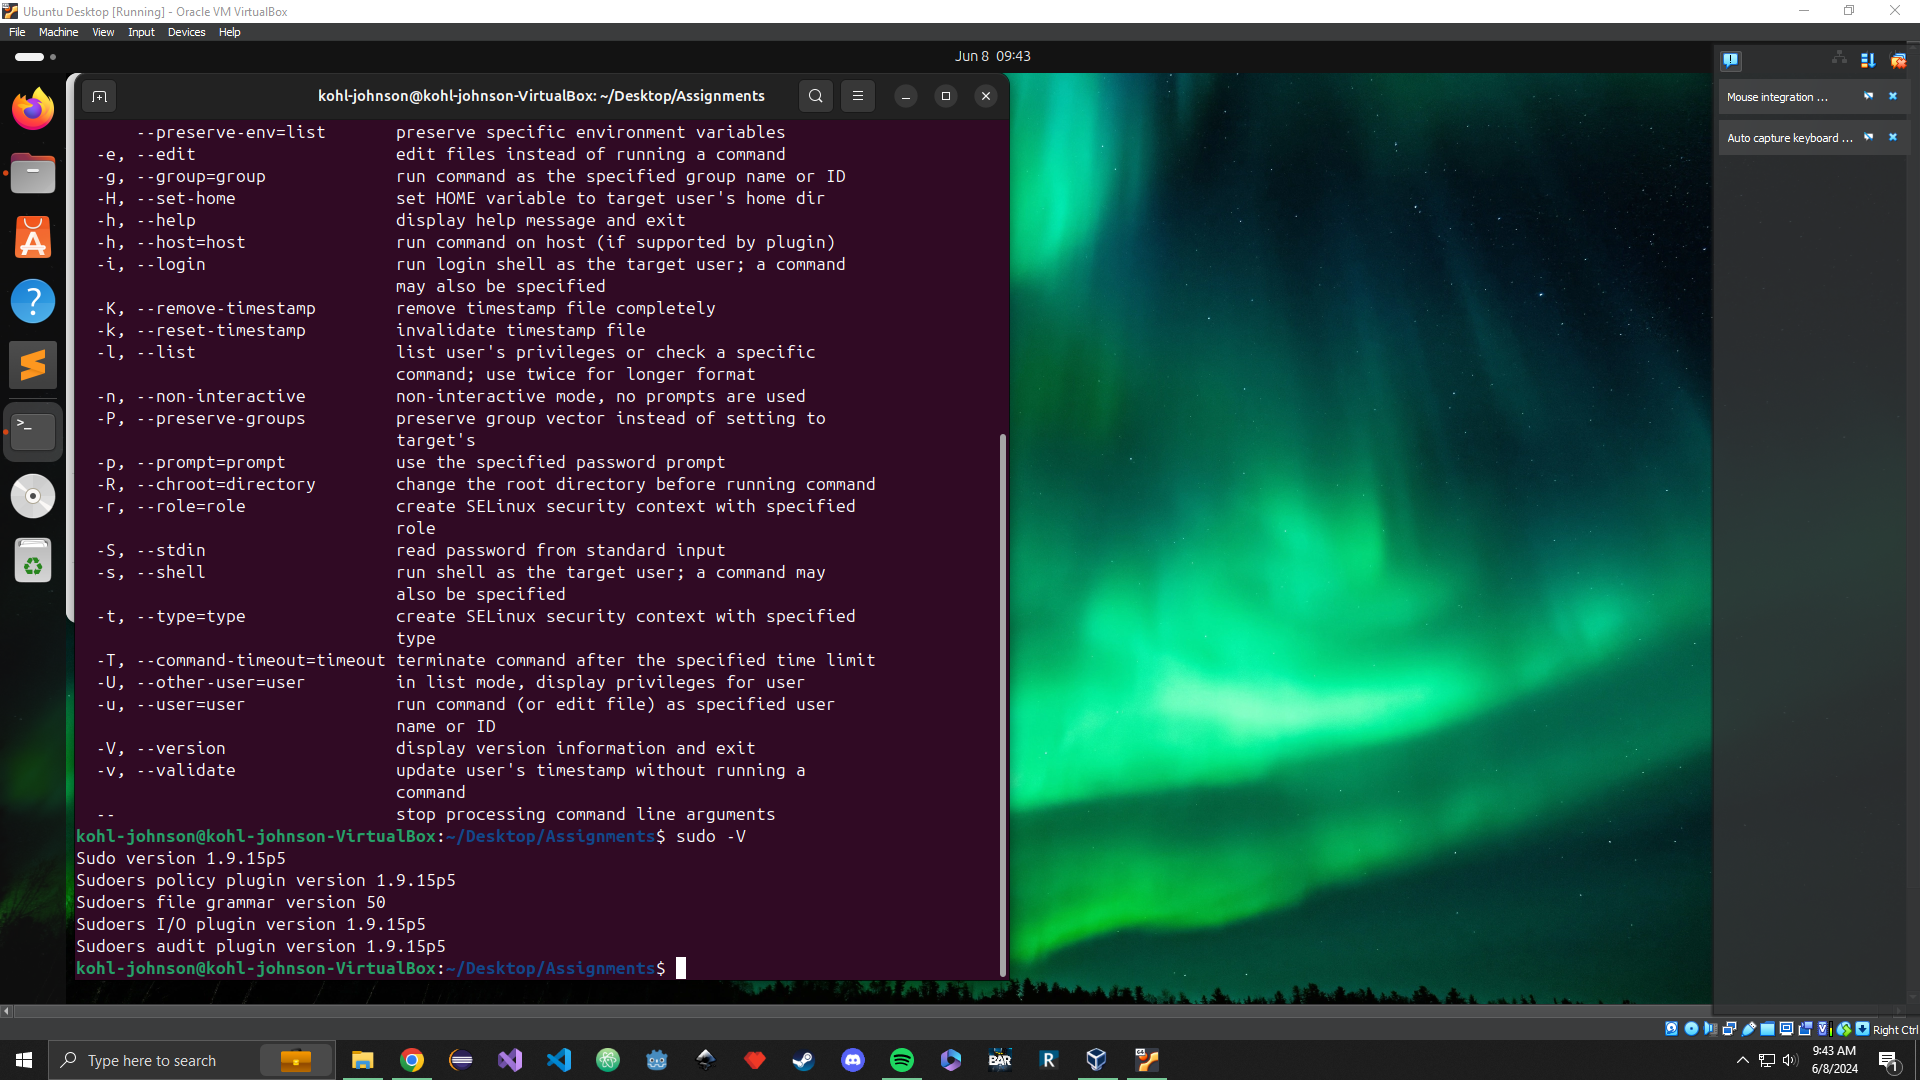 Ubuntu Desktop [Running] - Oracle VM VirtualBox
File Machine View Input Devices Help
Jun 8 09:43
kohl-johnson@kohl-johnson-VirtualBox: ~/Desktop/Assignments
Mouse integration ...
Auto capture keyboard ...
--preserve-env=list preserve specific environment variables
-e, --edit edit files instead of running a command
-g, --group=group run command as the specified group name or ID
-H, --set-home set HOME variable to target user's home dir
-h, --help display help message and exit
-h, --host=host run command on host (if supported by plugin)
-i, --login run login shell as the target user; a command
may also be specified
-K, --remove-timestamp remove timestamp file completely
-k, --reset-timestamp invalidate timestamp file
-l, --list list user's privileges or check a specific
command; use twice for longer format
-n, --non-interactive non-interactive mode, no prompts are used
-P, --preserve-groups preserve group vector instead of setting to
target's
-p, --prompt=prompt use the specified password prompt
-R, --chroot=directory change the root directory before running command
-r, --role=role create SELinux security context with specified
role
-S, --stdin read password from standard input
-s, --shell run shell as the target user; a command may
also be specified
-t, --type=type create SELinux security context with specified
type
-T, --command-timeout=timeout terminate command after the specified time limit
-U, --other-user=user in list mode, display privileges for user
-u, --user=user run command (or edit file) as specified user
name or ID
-V, --version display version information and exit
-v, --validate update user's timestamp without running a
command
-- stop processing command line arguments
kohl-johnson@kohl-johnson-VirtualBox:~/Desktop/Assignments$ sudo -V
Sudo version 1.9.15p5
Sudoers policy plugin version 1.9.15p5
Sudoers file grammar version 50
Sudoers I/O plugin version 1.9.15p5
Sudoers audit plugin version 1.9.15p5
kohl-johnson@kohl-johnson-VirtualBox:~/Desktop/Assignments$
Right Ctrl
Type here to search
BAR
R
9:43 AM
6/8/2024
1